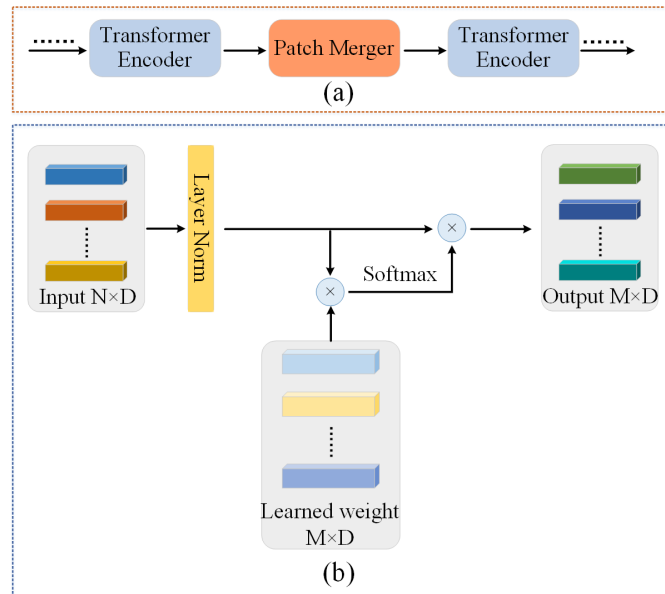 ...... Transformer Encoder
Patch Merger
Transformer Encoder ......
(a)
Input N×D
Layer Norm
×
Softmax
×
Output M×D
Learned weight
M×D
(b)